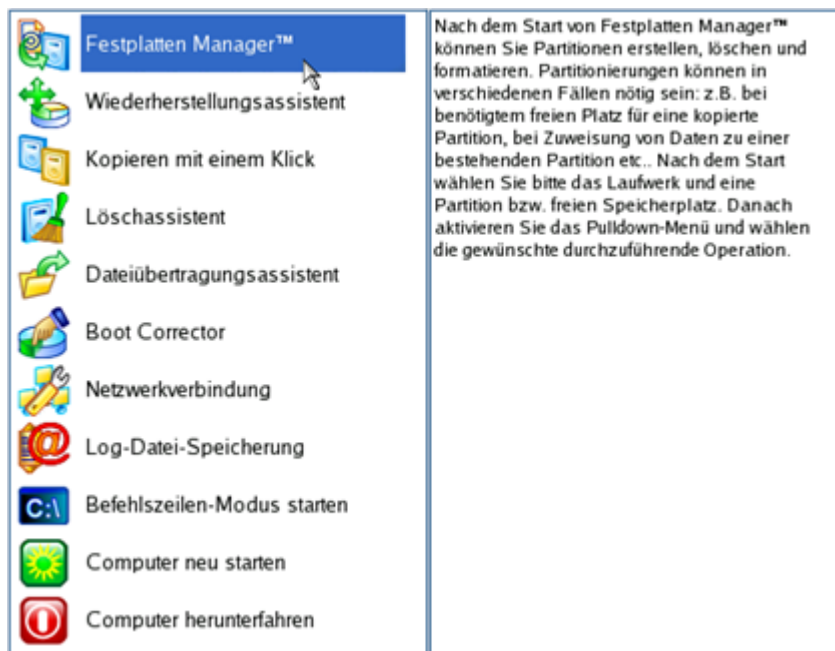 Festplatten Manager™
Wiederherstellungsassistent
Kopieren mit einem Klick
Löschassistent
Dateiübertragungsassistent
Boot Corrector
Netzwerkverbindung
Log-Datei-Speicherung
C:\
Befehlszeilen-Modus starten
Computer neu starten
Computer herunterfahren
Nach dem Start von Festplatten Manager™
können Sie Partitionen erstellen, löschen und
formatieren. Partitionierungen können in
verschiedenen Fällen nötig sein: z.B. bei
benötigtem freien Platz für eine kopierte
Partition, bei Zuweisung von Daten zu einer
bestehenden Partition etc.. Nach dem Start
wählen Sie bitte das Laufwerk und eine
Partition bzw. freien Speicherplatz. Danach
aktivieren Sie das Pulldown-Menü und wählen
die gewünschte durchzuführende Operation.